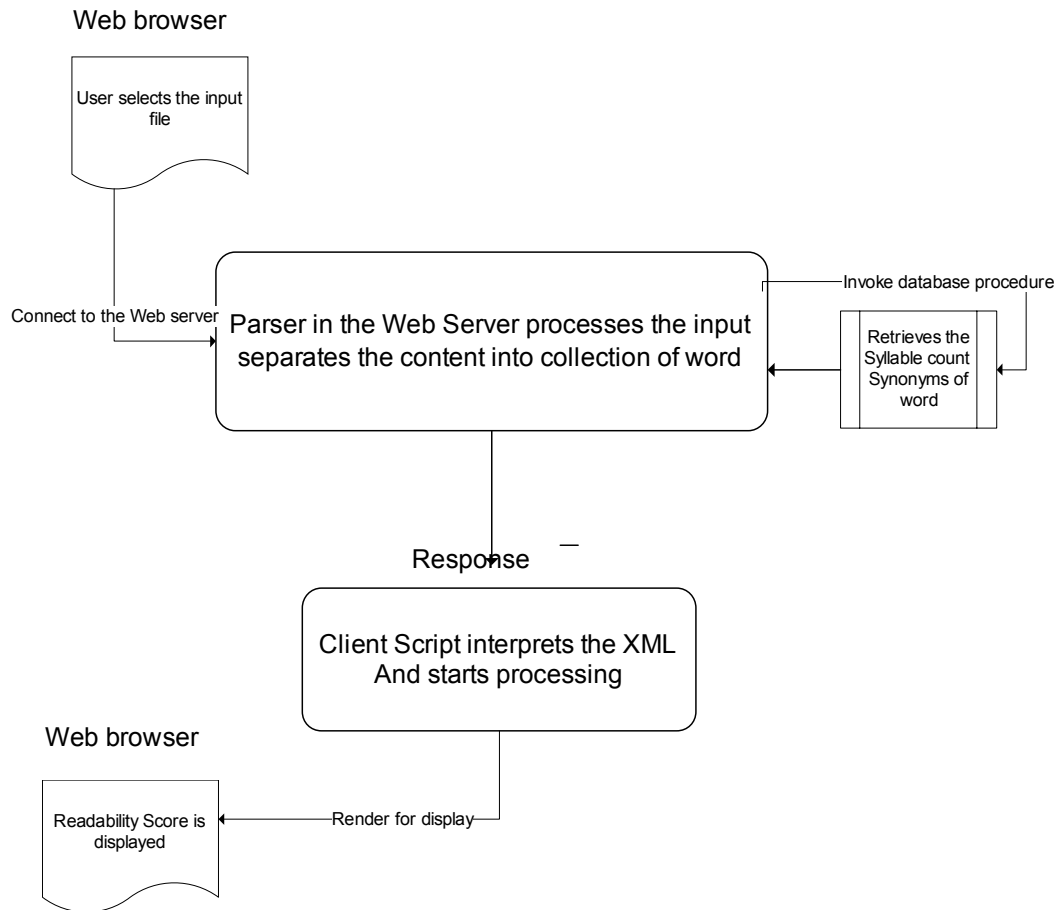 Web browser
User selects the input
file
Connect to the Web server
Parser in the Web Server processes the input
separates the content into collection of word
Invoke database procedure
Retrieves the
Syllable count
Synonyms of
word
Response
Client Script interprets the XML
And starts processing
Web browser
Readability Score is
displayed
Render for display